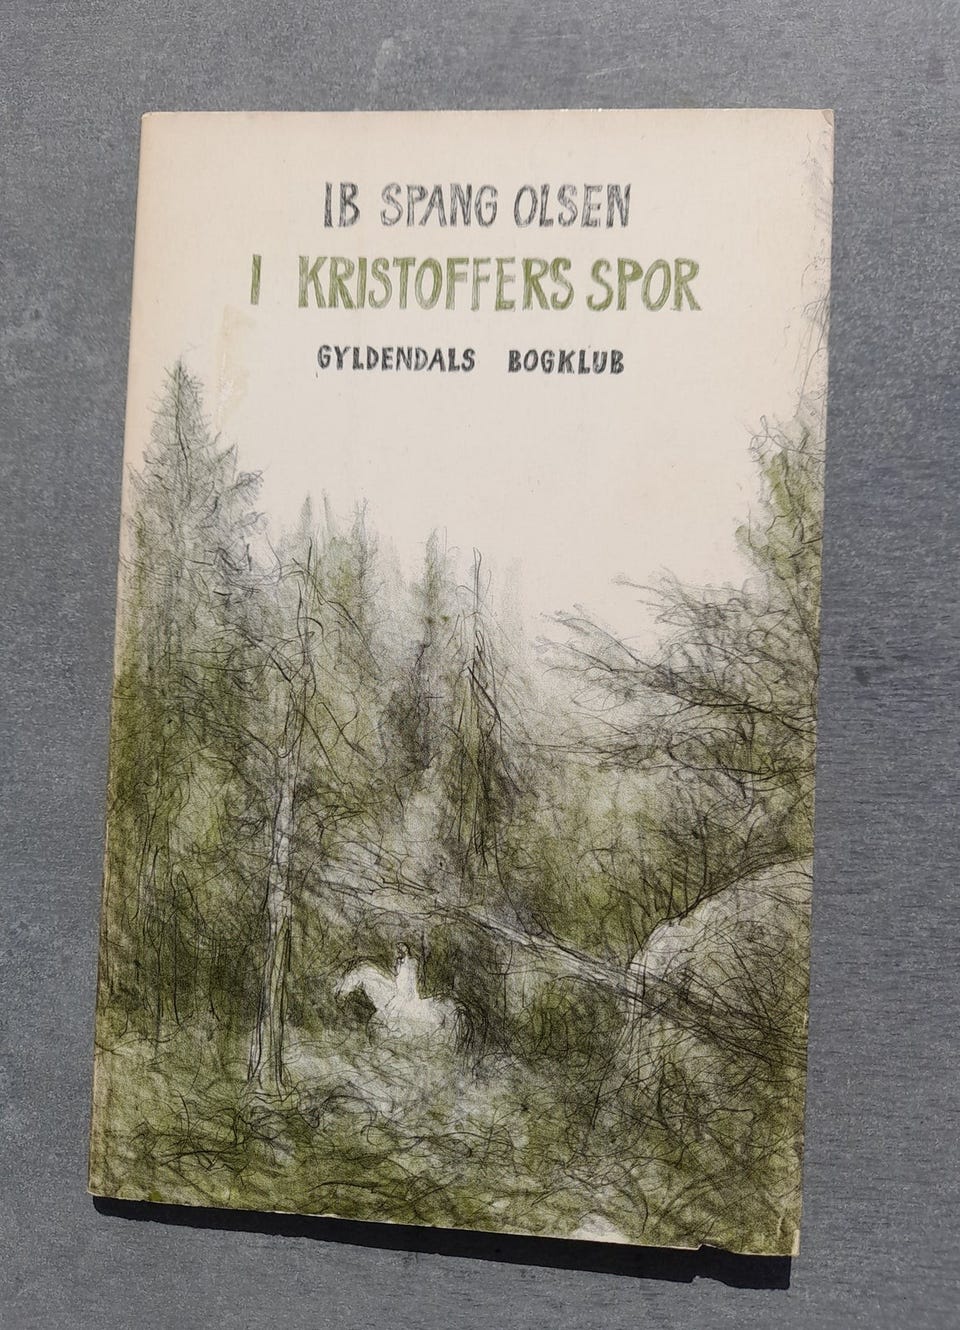 IB SPANG OLSEN
I KRISTOFFERS SPOR
GYLDENDALS BOGKLUB